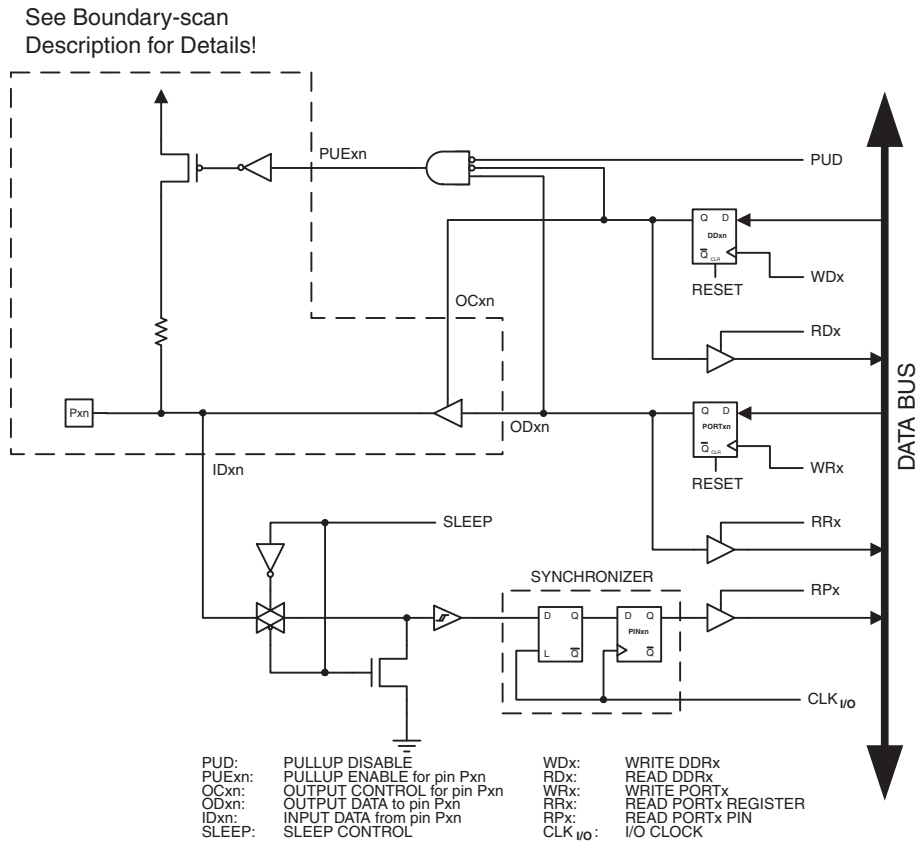 See Boundary-scan
Description for Details!
PUExn
PUD
Q D
DDxn
Q CLR
WDx
RESET
OCxn
RDx
Pxn
ODxn
Q D
PORTxn
Q CLR
WRx
RESET
IDxn
DATA BUS
SLEEP
RRx
SYNCHRONIZER
RPx
D Q
L Q
D Q
PINxn
Q
CLK I/O
PUD: PULLUP DISABLE
PUExn: PULLUP ENABLE for pin Pxn
OCxn: OUTPUT CONTROL for pin Pxn
ODxn: OUTPUT DATA to pin Pxn
IDxn: INPUT DATA from pin Pxn
SLEEP: SLEEP CONTROL
WDx: WRITE DDRx
RDx: READ DDRx
WRx: WRITE PORTx
RRx: READ PORTx REGISTER
RPx: READ PORTx PIN
CLK I/O: I/O CLOCK